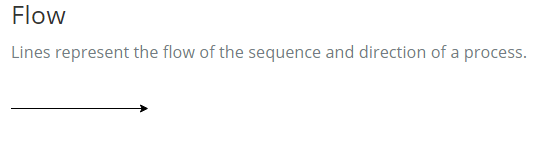 Flow
Lines represent the flow of the sequence and direction of a process.